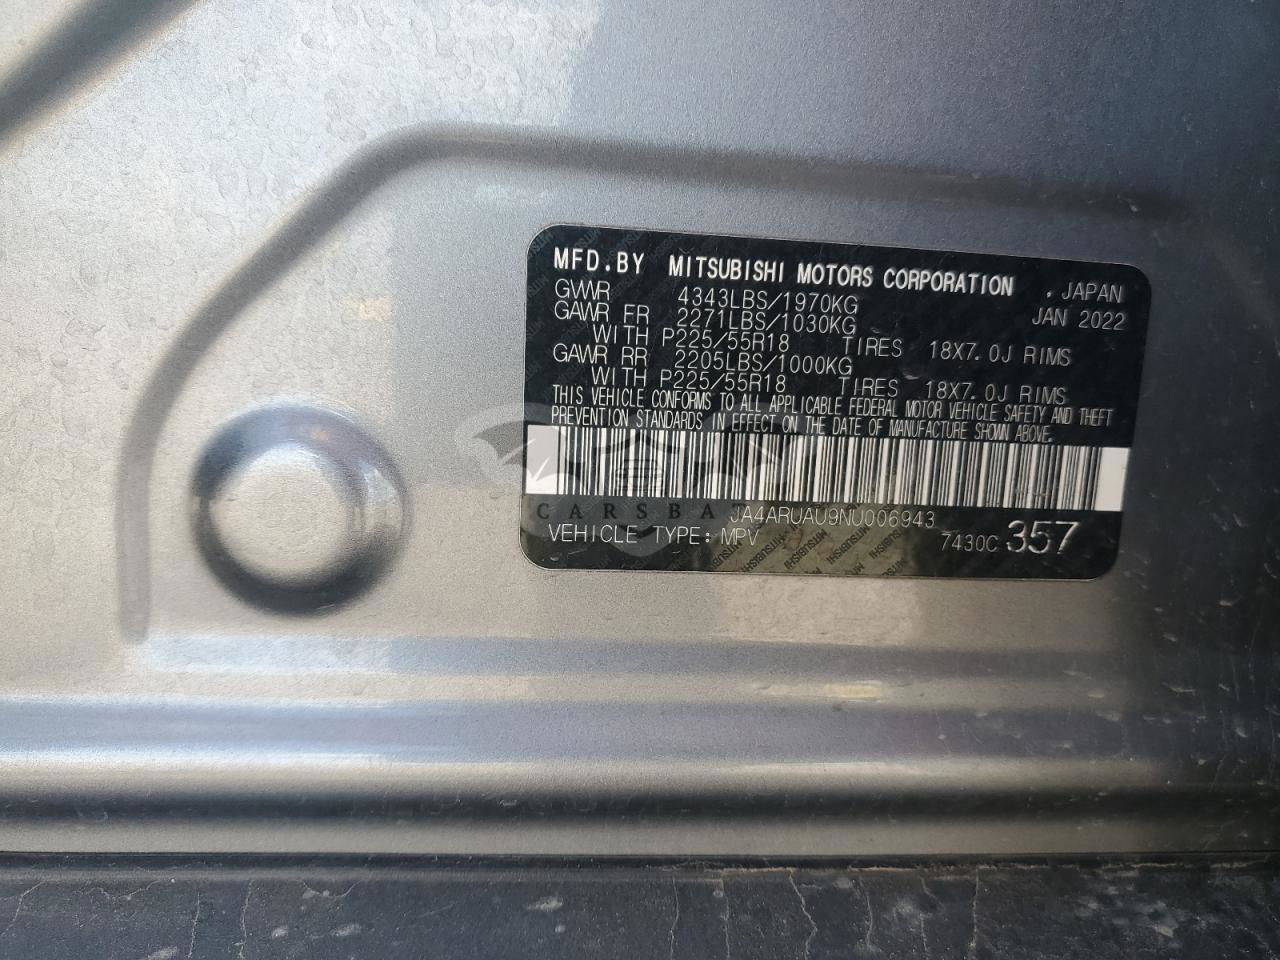 MFD.BY MITSUBISHI MOTORS CORPORATION . JAPAN
GVWR 4343LBS/1970KG JAN 2022
GAWR FR 2271LBS/1030KG
WITH P225/55R18 TIRES 18X7.0J RIMS
GAWR RR 2205LBS/1000KG
WITH P225/55R18 TIRES 18X7.0J RIMS
THIS VEHICLE CONFORMS TO ALL APPLICABLE FEDERAL MOTOR VEHICLE SAFETY AND THEFT
PREVENTION STANDARDS IN EFFECT ON THE DATE OF MANUFACTURE SHOWN ABOVE.
JA4ARUAU9NU006943
VEHICLE TYPE: MPV 7430C 357